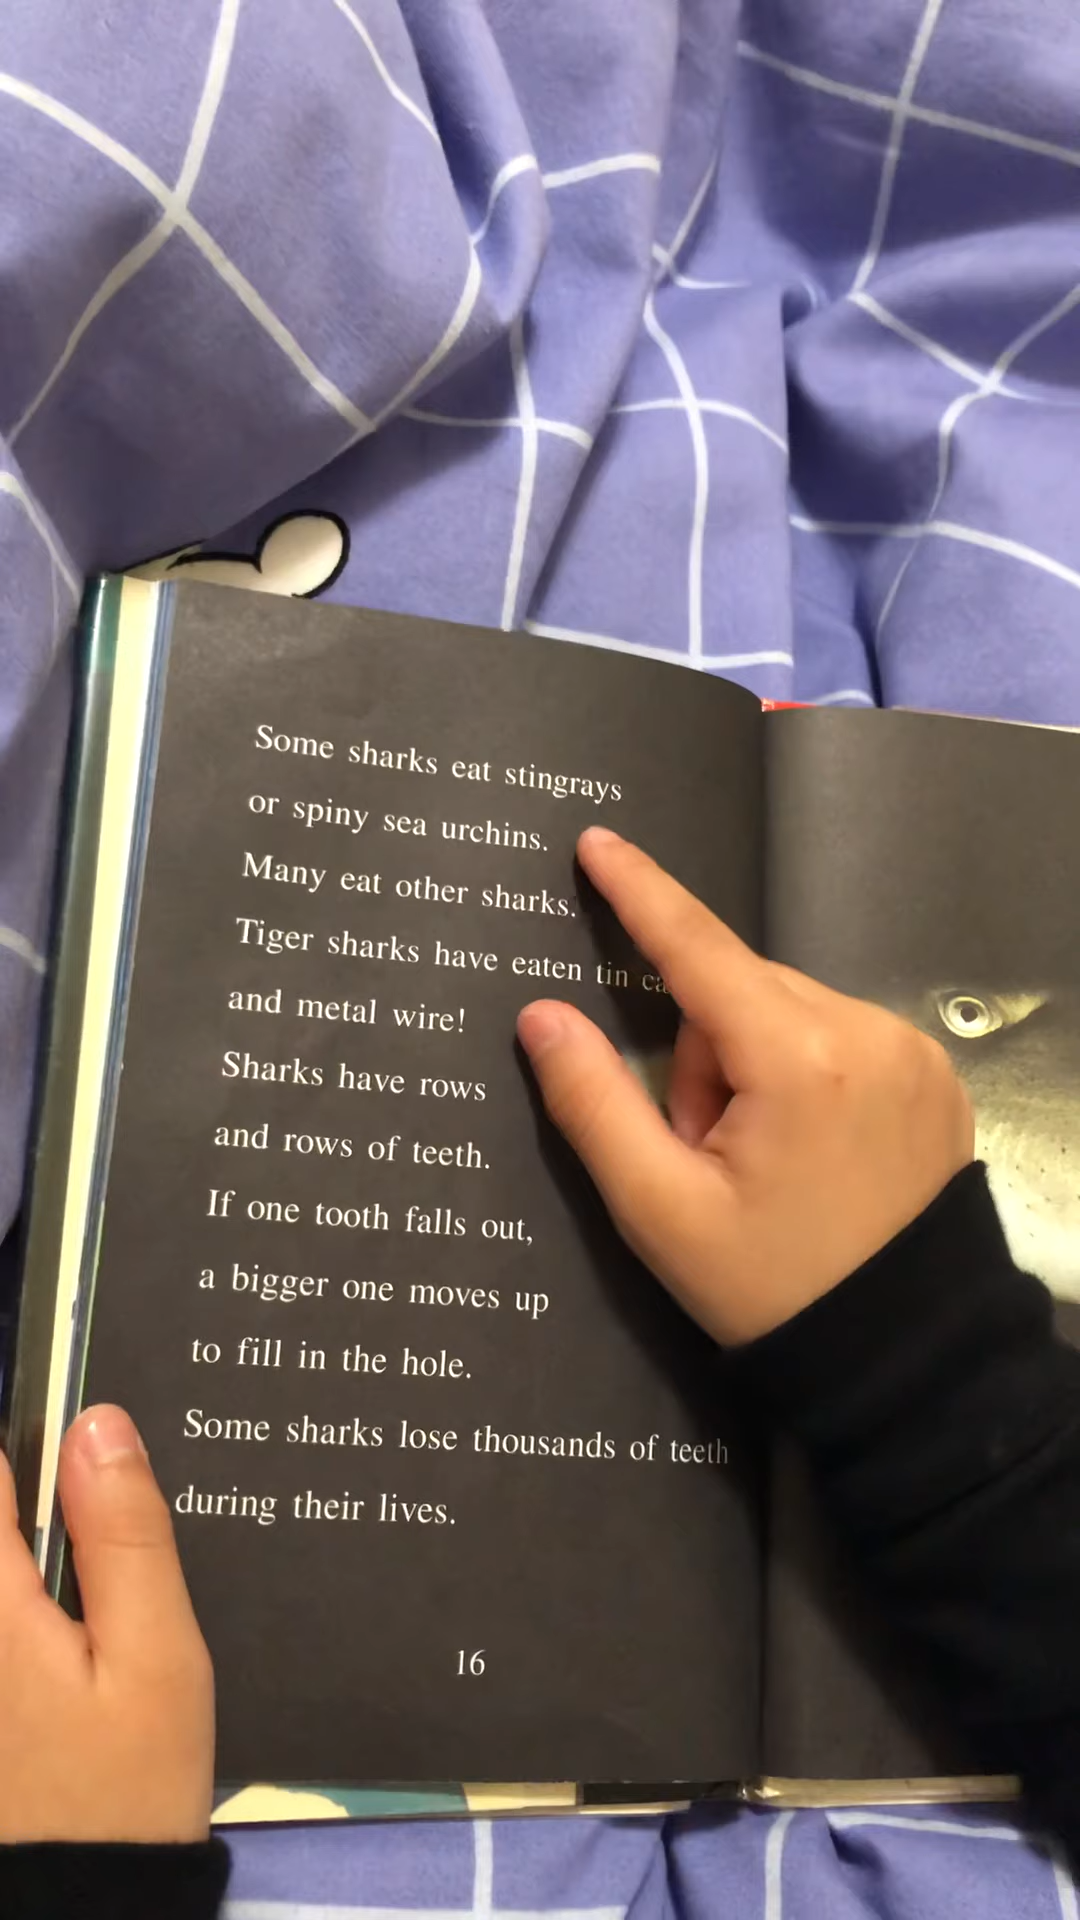 Some sharks eat stingrays
or spiny sea urchins.
Many eat other sharks.
Tiger sharks have eaten tin
and metal wire!
Sharks have rows
and rows of teeth.
If one tooth falls out,
a bigger one moves up
to fill in the hole.
Some sharks lose thousands of teeth
during their lives.
16